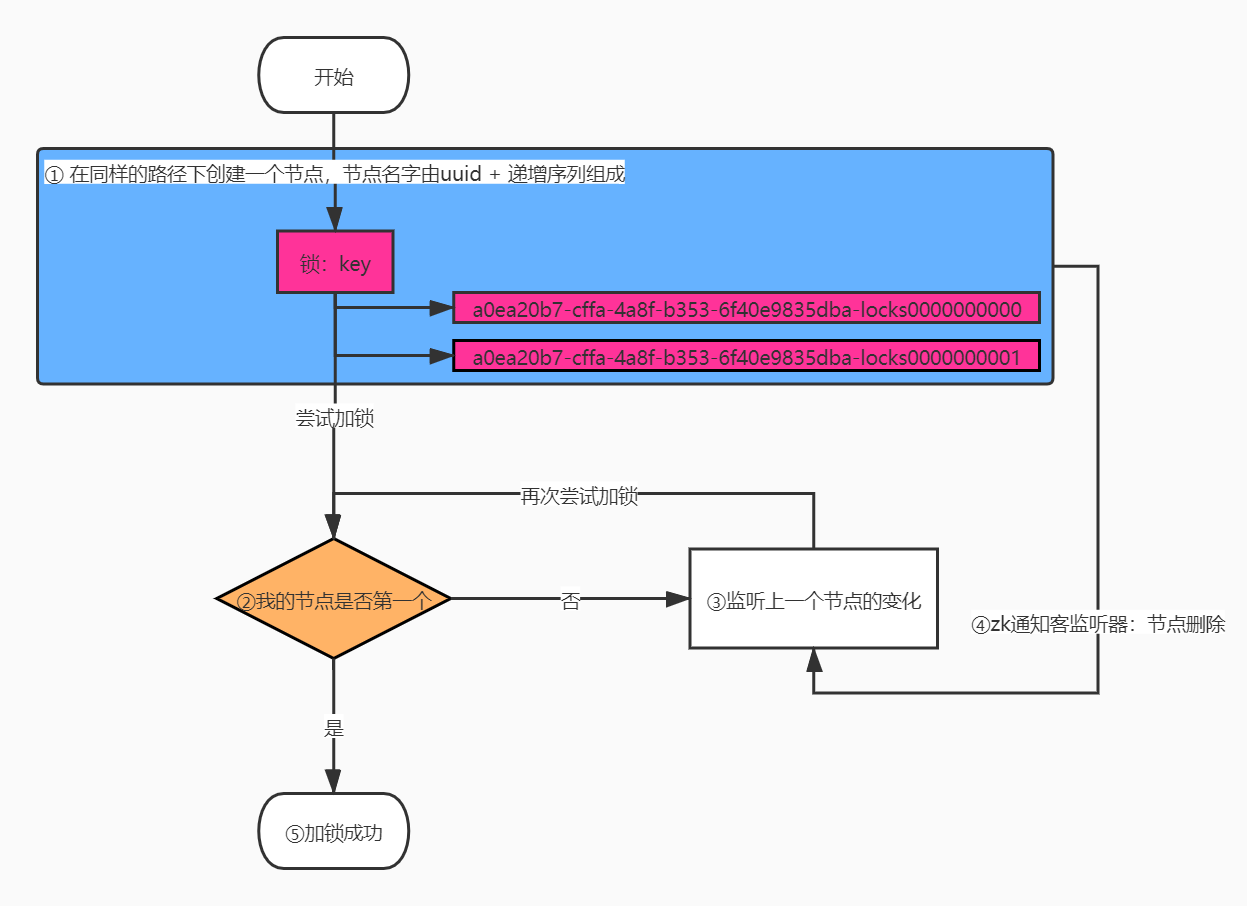 开始
① 在同样的路径下创建一个节点，节点名字由uuid + 递增序列组成
锁：key
a0ea20b7-cffa-4a8f-b353-6f40e9835dba-locks0000000000
a0ea20b7-cffa-4a8f-b353-6f40e9835dba-locks0000000001
尝试加锁
再次尝试加锁
②我的节点是否第一个
否
③监听上一个节点的变化
④zk通知客监听器：节点删除
是
⑤加锁成功